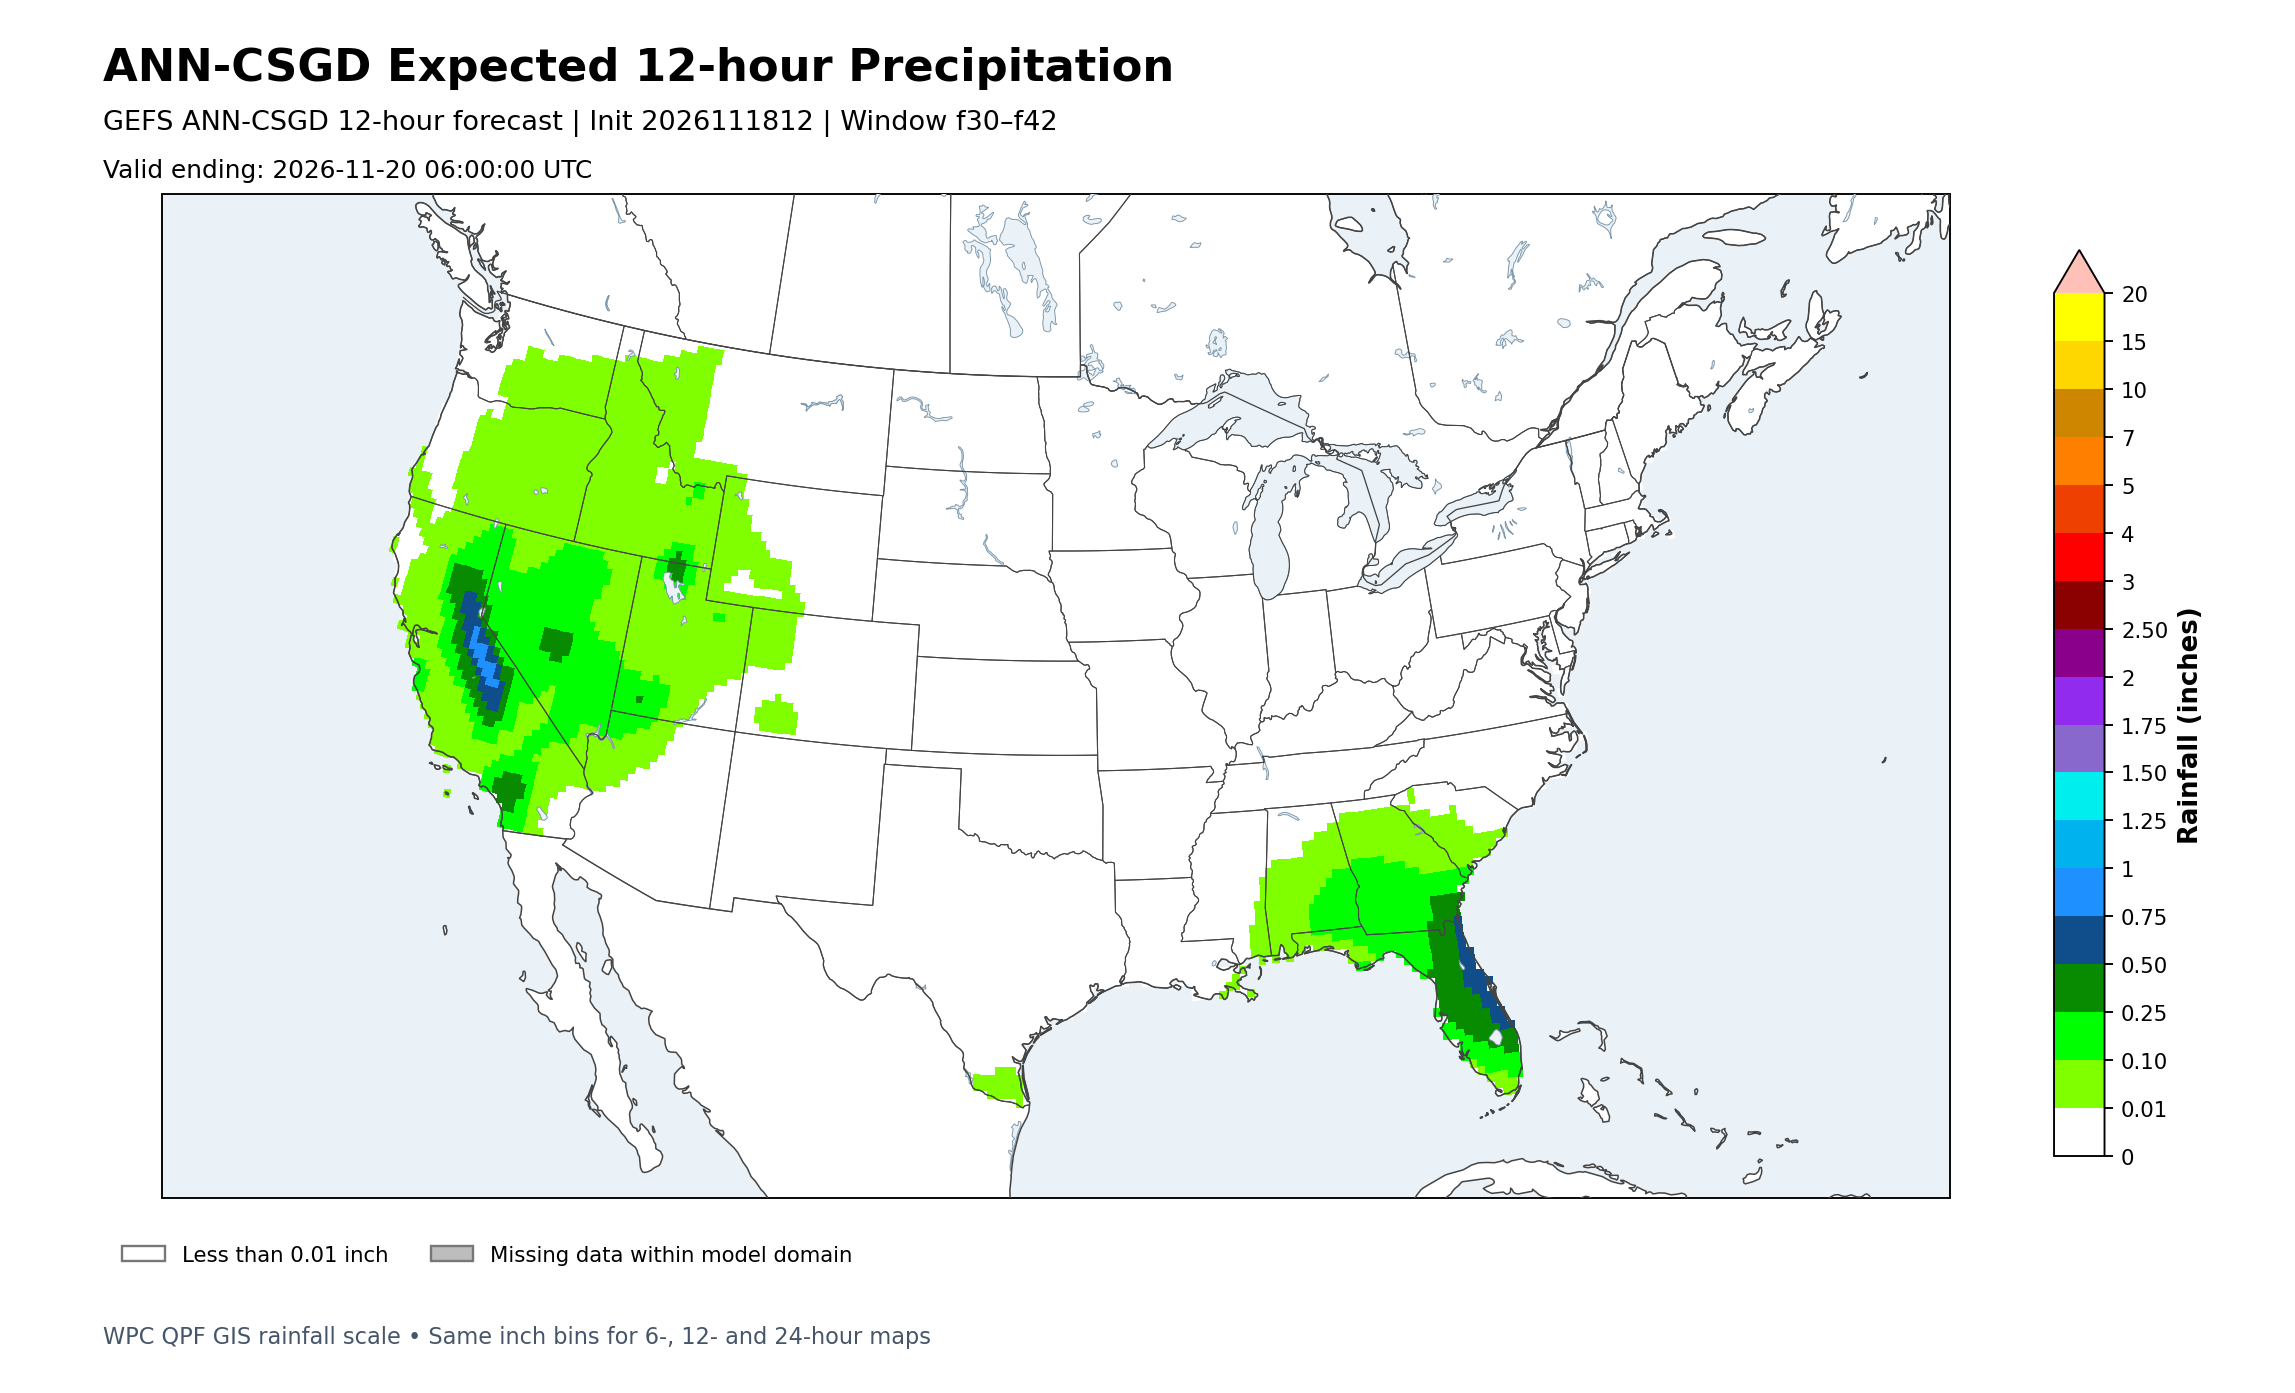 ANN-CSGD Expected 12-hour Precipitation
GEFS ANN-CSGD 12-hour forecast | Init 2026111812 | Window f30–f42
Valid ending: 2026-11-20 06:00:00 UTC
20
15
10
7
5
4
3
2.50
2
1.75
1.50
1.25
1
0.75
0.50
0.25
0.10
0.01
0
Rainfall (inches)
Less than 0.01 inch
Missing data within model domain
WPC QPF GIS rainfall scale • Same inch bins for 6-, 12- and 24-hour maps